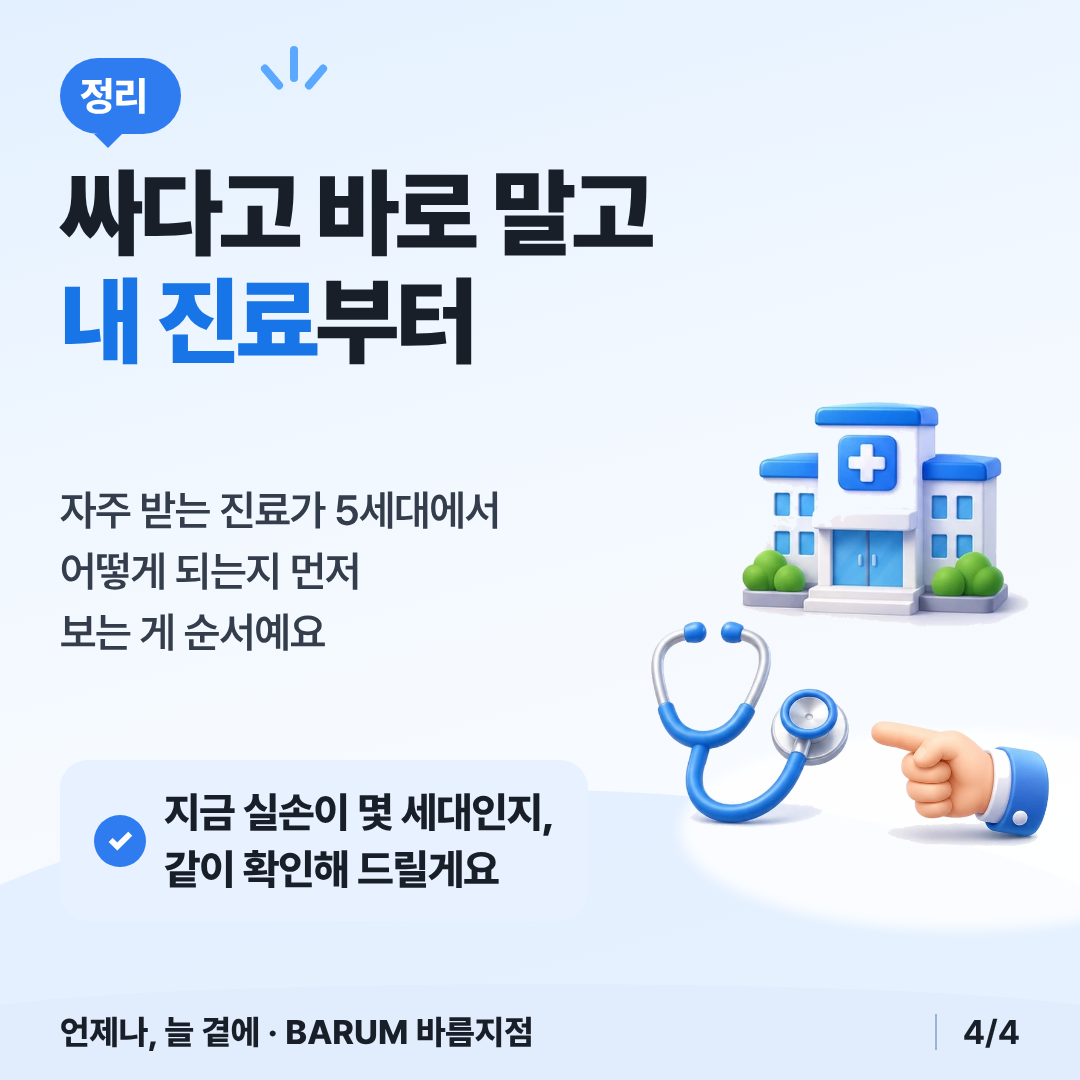 정리
싸다고 바로 말고
내 진료부터
자주 받는 진료가 5세대에서
어떻게 되는지 먼저
보는 게 순서예요
지금 실손이 몇 세대인지,
같이 확인해 드릴게요
언제나, 늘 곁에 · BARUM 바름지점
4/4